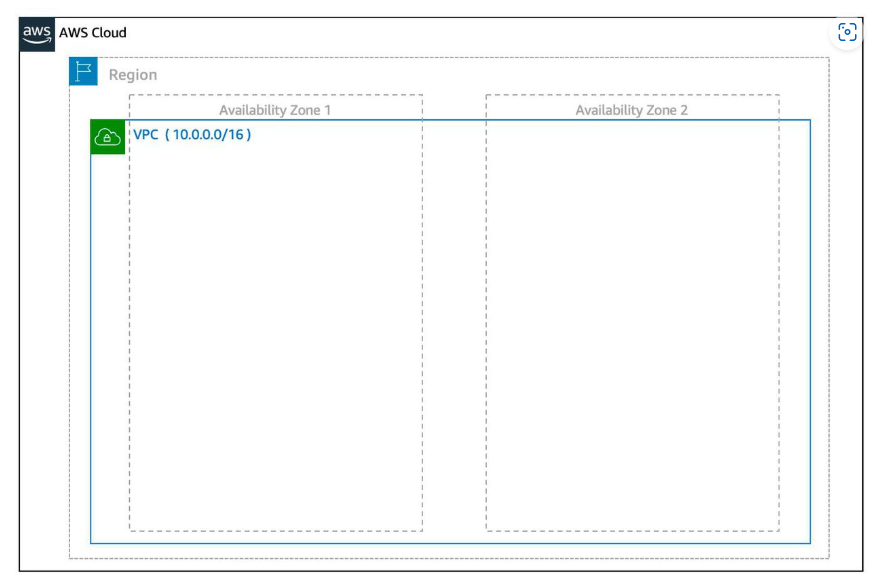 aws AWS Cloud
Region
Availability Zone 1
Availability Zone 2
VPC ( 10.0.0.0/16 )